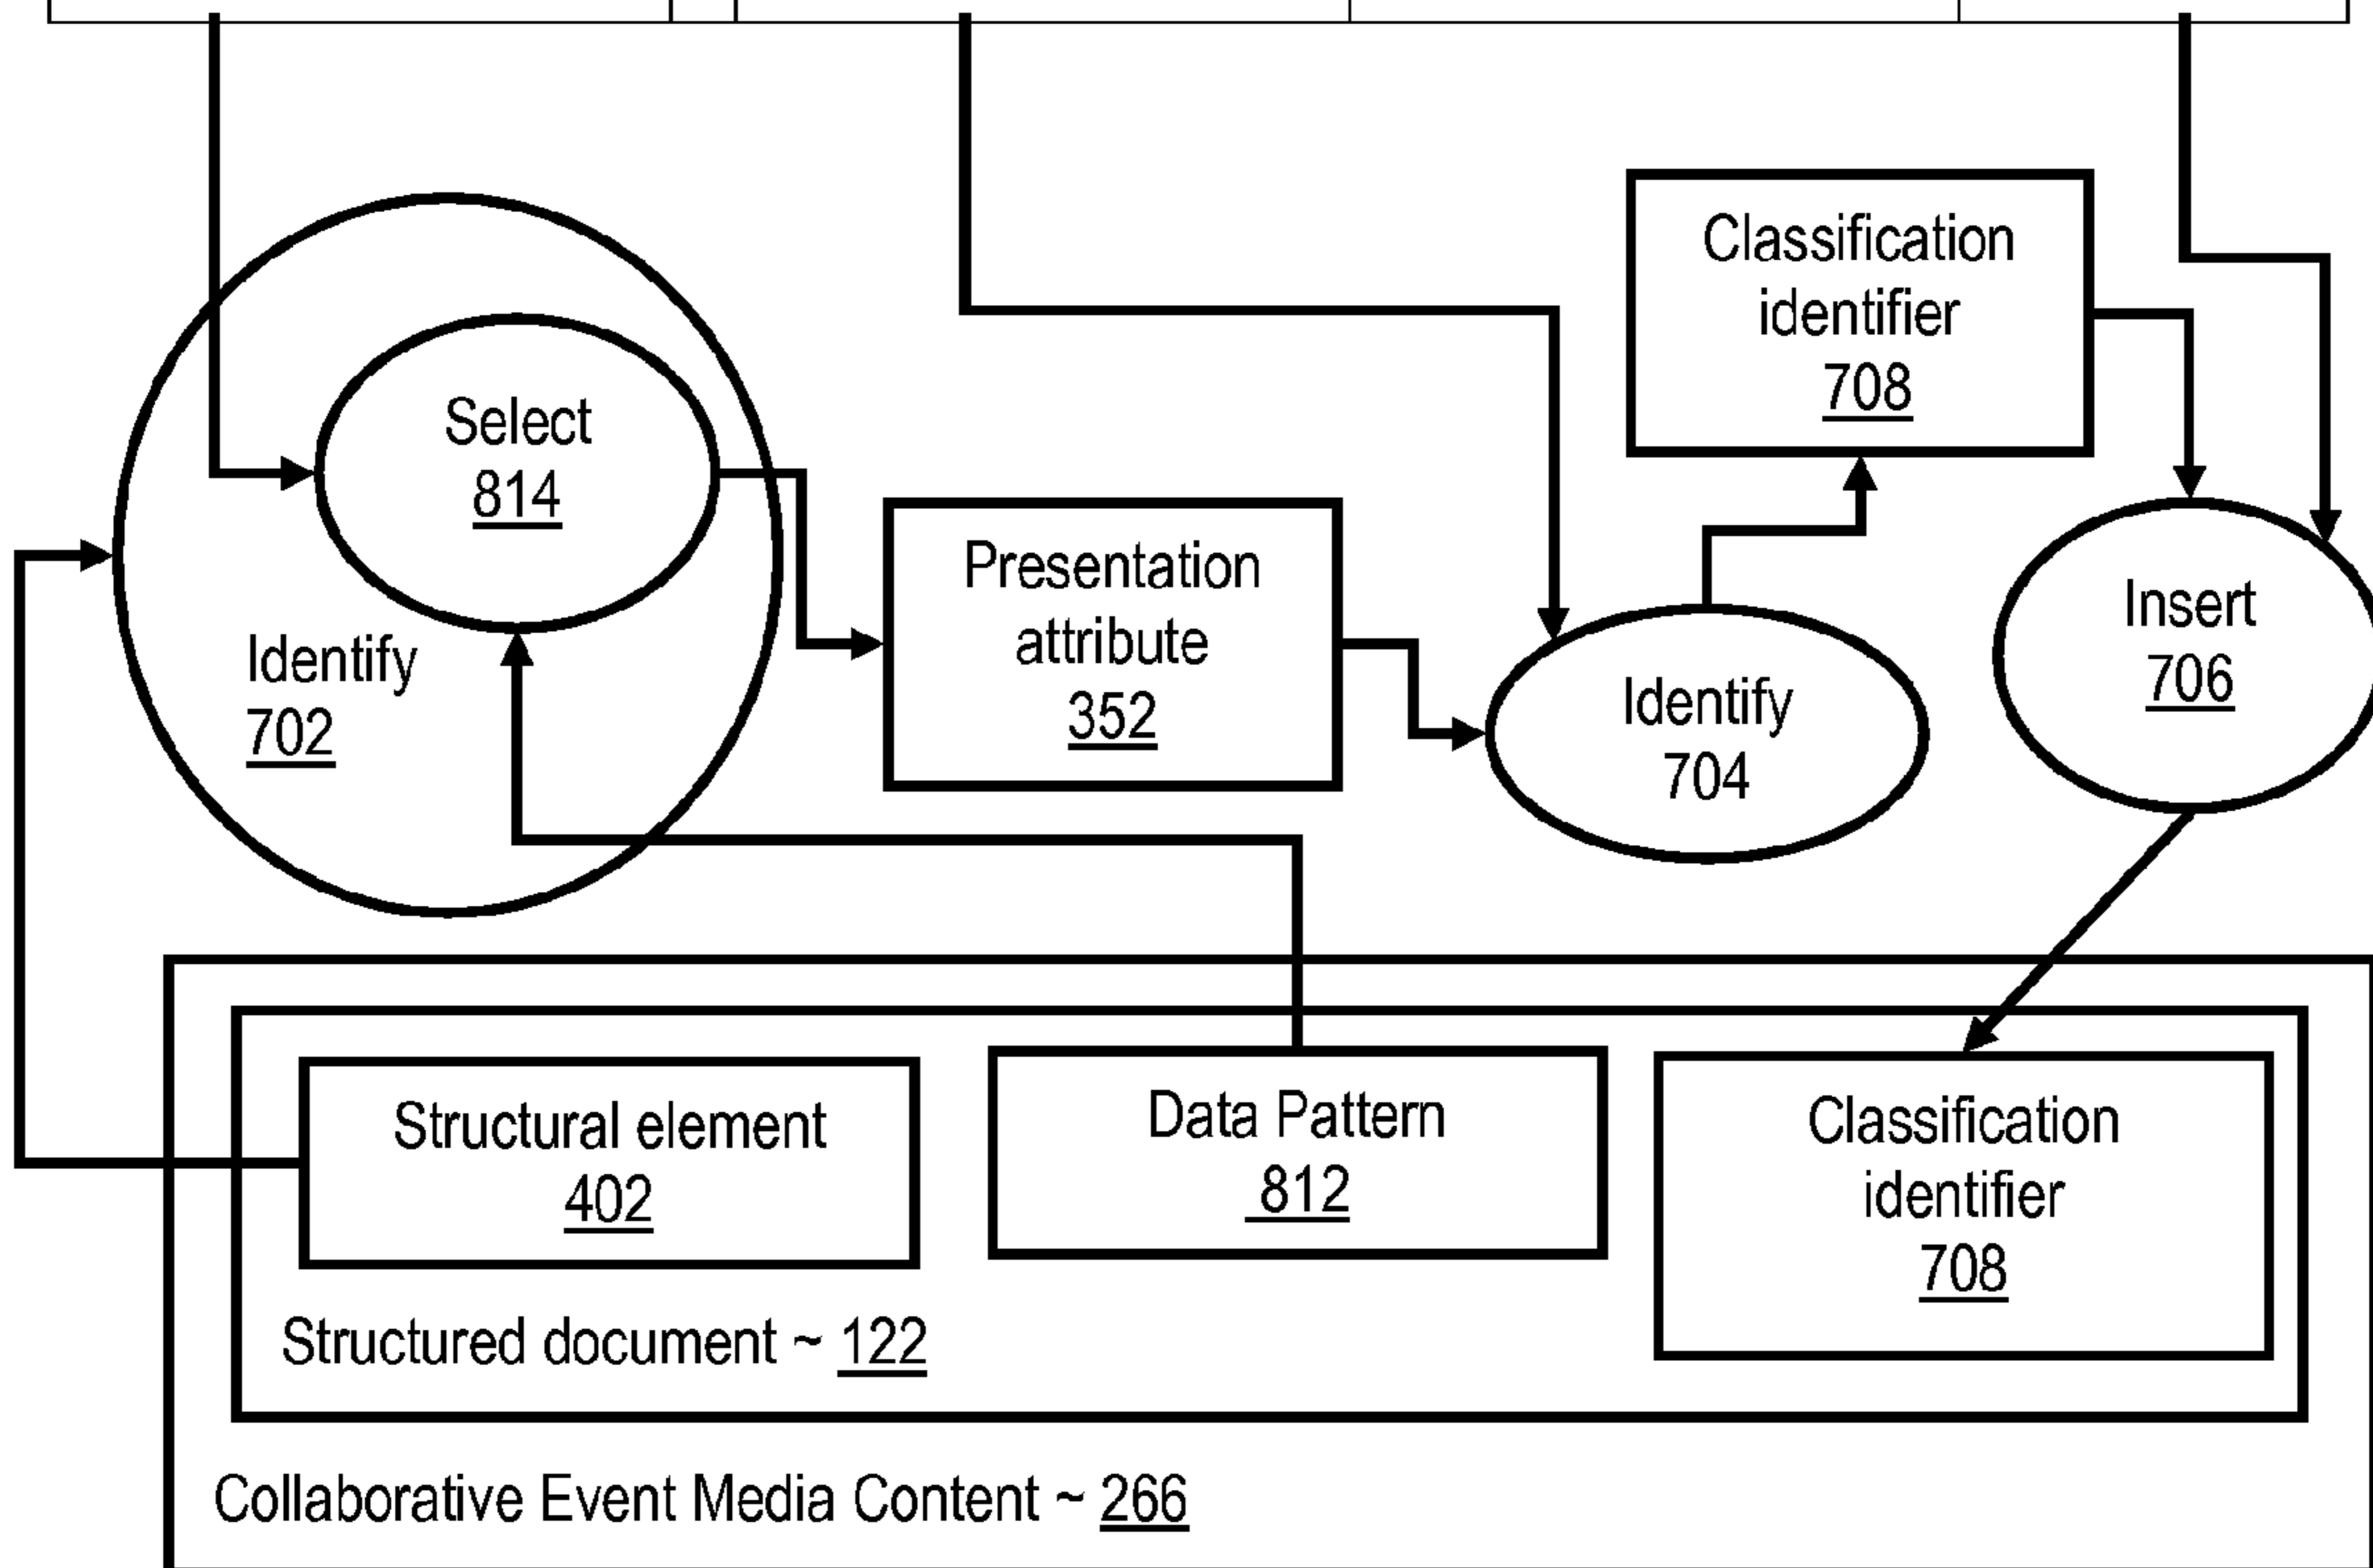 Classification
identifier
708
Select
814
Presentation
attribute
352
Insert
706
Identify
702
Identify
704
Structural element
402
Data Pattern
812
Classification
identifier
708
Structured document ~ 122
Collaborative Event Media Content ~ 266